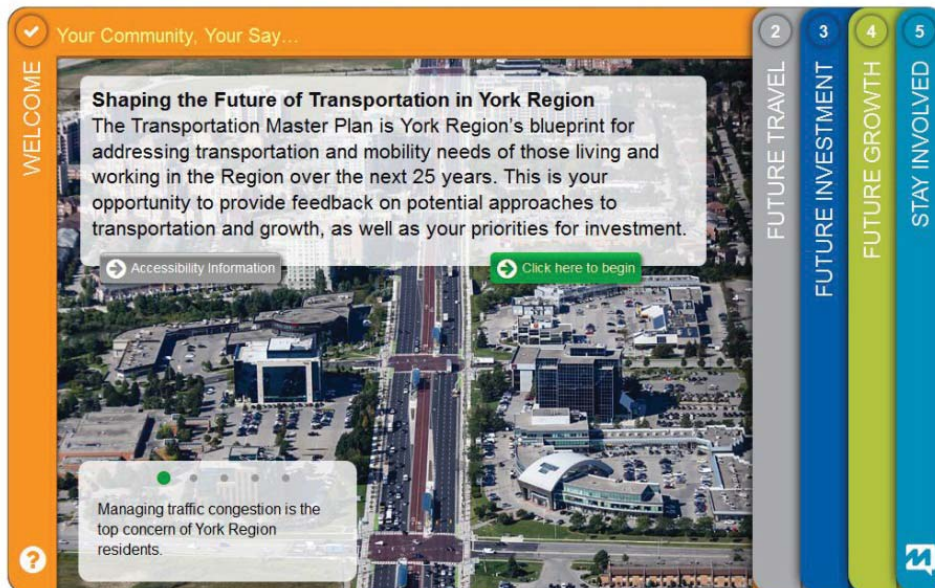 Your Community, Your Say...
WELCOME
Shaping the Future of Transportation in York Region
The Transportation Master Plan is York Region's blueprint for
addressing transportation and mobility needs of those living and
working in the Region over the next 25 years. This is your
opportunity to provide feedback on potential approaches to
transportation and growth, as well as your priorities for investment.
Accessibility Information
Click here to begin
Managing traffic congestion is the
top concern of York Region
residents.
?
2
FUTURE TRAVEL
3
FUTURE INVESTMENT
4
FUTURE GROWTH
5
STAY INVOLVED